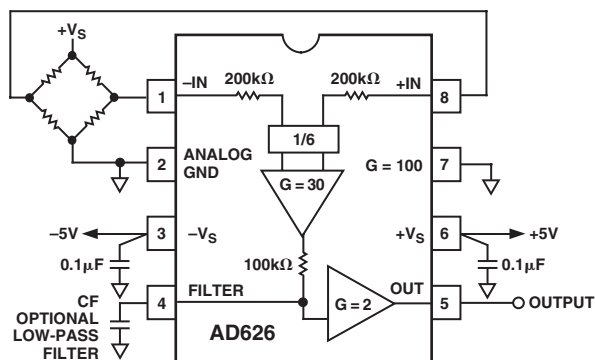 +VS
–IN
200kΩ
200kΩ
+IN
1
8
1/6
2
ANALOG
GND
G = 30
G = 100
7
–5V
3
–VS
+VS
6
+5V
0.1µF
100kΩ
0.1µF
CF
OPTIONAL
LOW-PASS
FILTER
4
FILTER
G = 2
OUT
5
OUTPUT
AD626